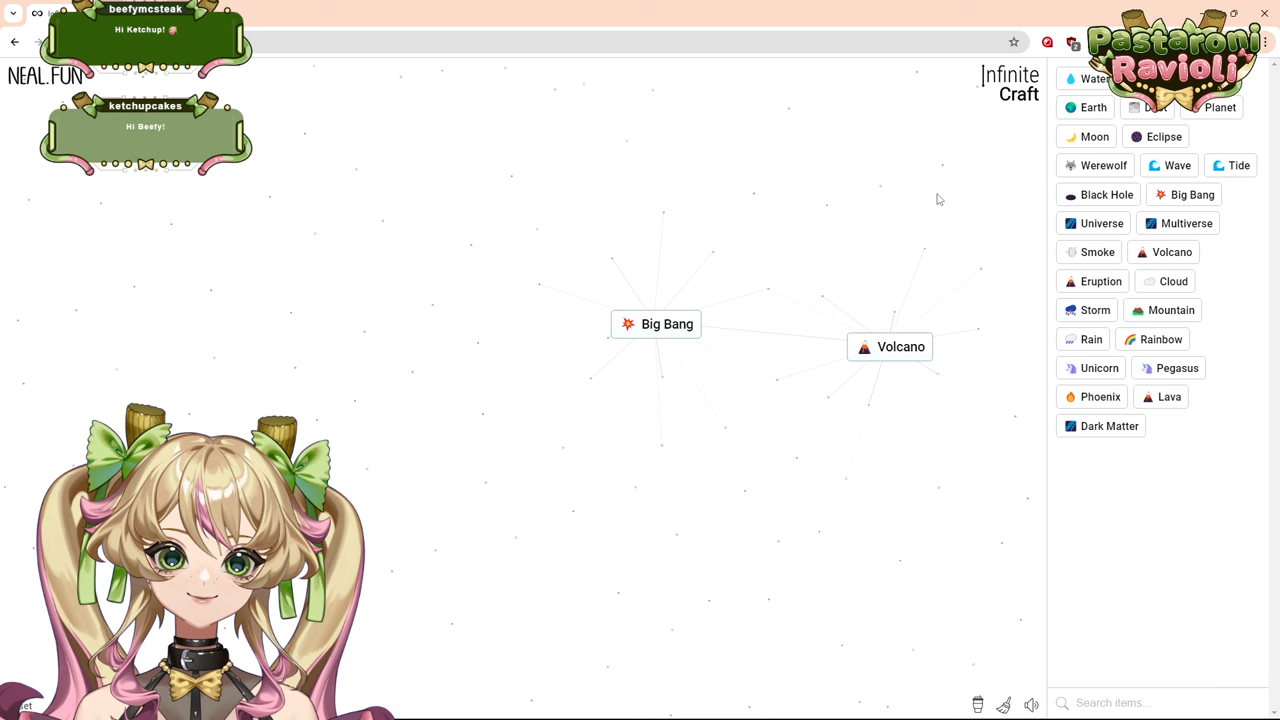 beefymcsteak
Hi Ketchup!
ketchupcakes
Hi Beefy!
NEAL.FUN
Infinite
Craft
Pastaroni
Ravioli
2
Water
Earth
Planet
Moon
Eclipse
Werewolf
Wave
Tide
Black Hole
Big Bang
Universe
Multiverse
Smoke
Volcano
Eruption
Cloud
Storm
Mountain
Rain
Rainbow
Unicorn
Pegasus
Phoenix
Lava
Dark Matter
Big Bang
Volcano
Search items...